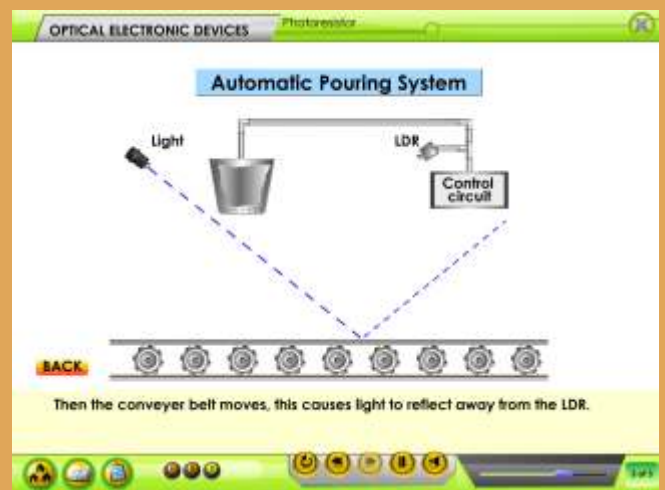 OPTICAL ELECTRONIC DEVICES
Photoresistor
Automatic Pouring System
Light
LDR
Control
circuit
BACK
Then the conveyer belt moves, this causes light to reflect away from the LDR.